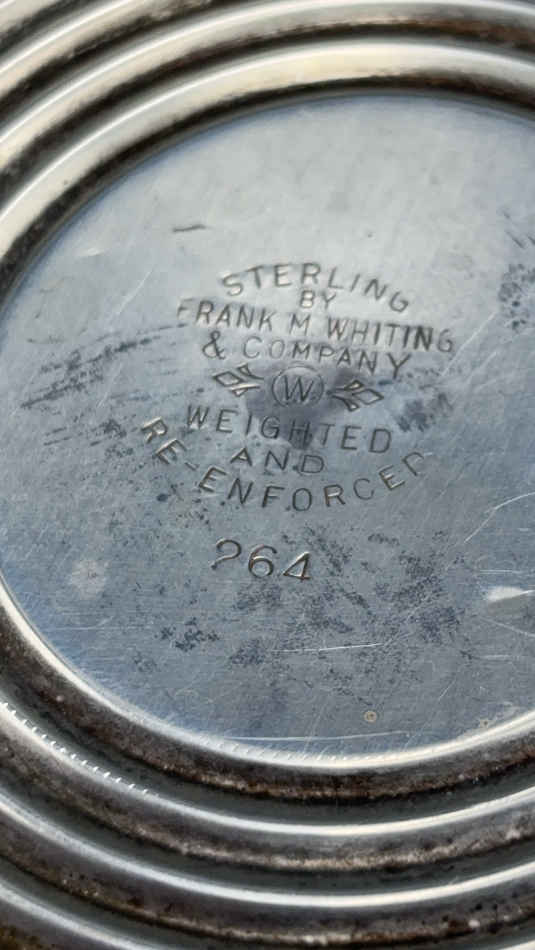 STERLING
BY
FRANK M. WHITING
& COMPANY
W
WEIGHTED
AND
RE-ENFORCED
264